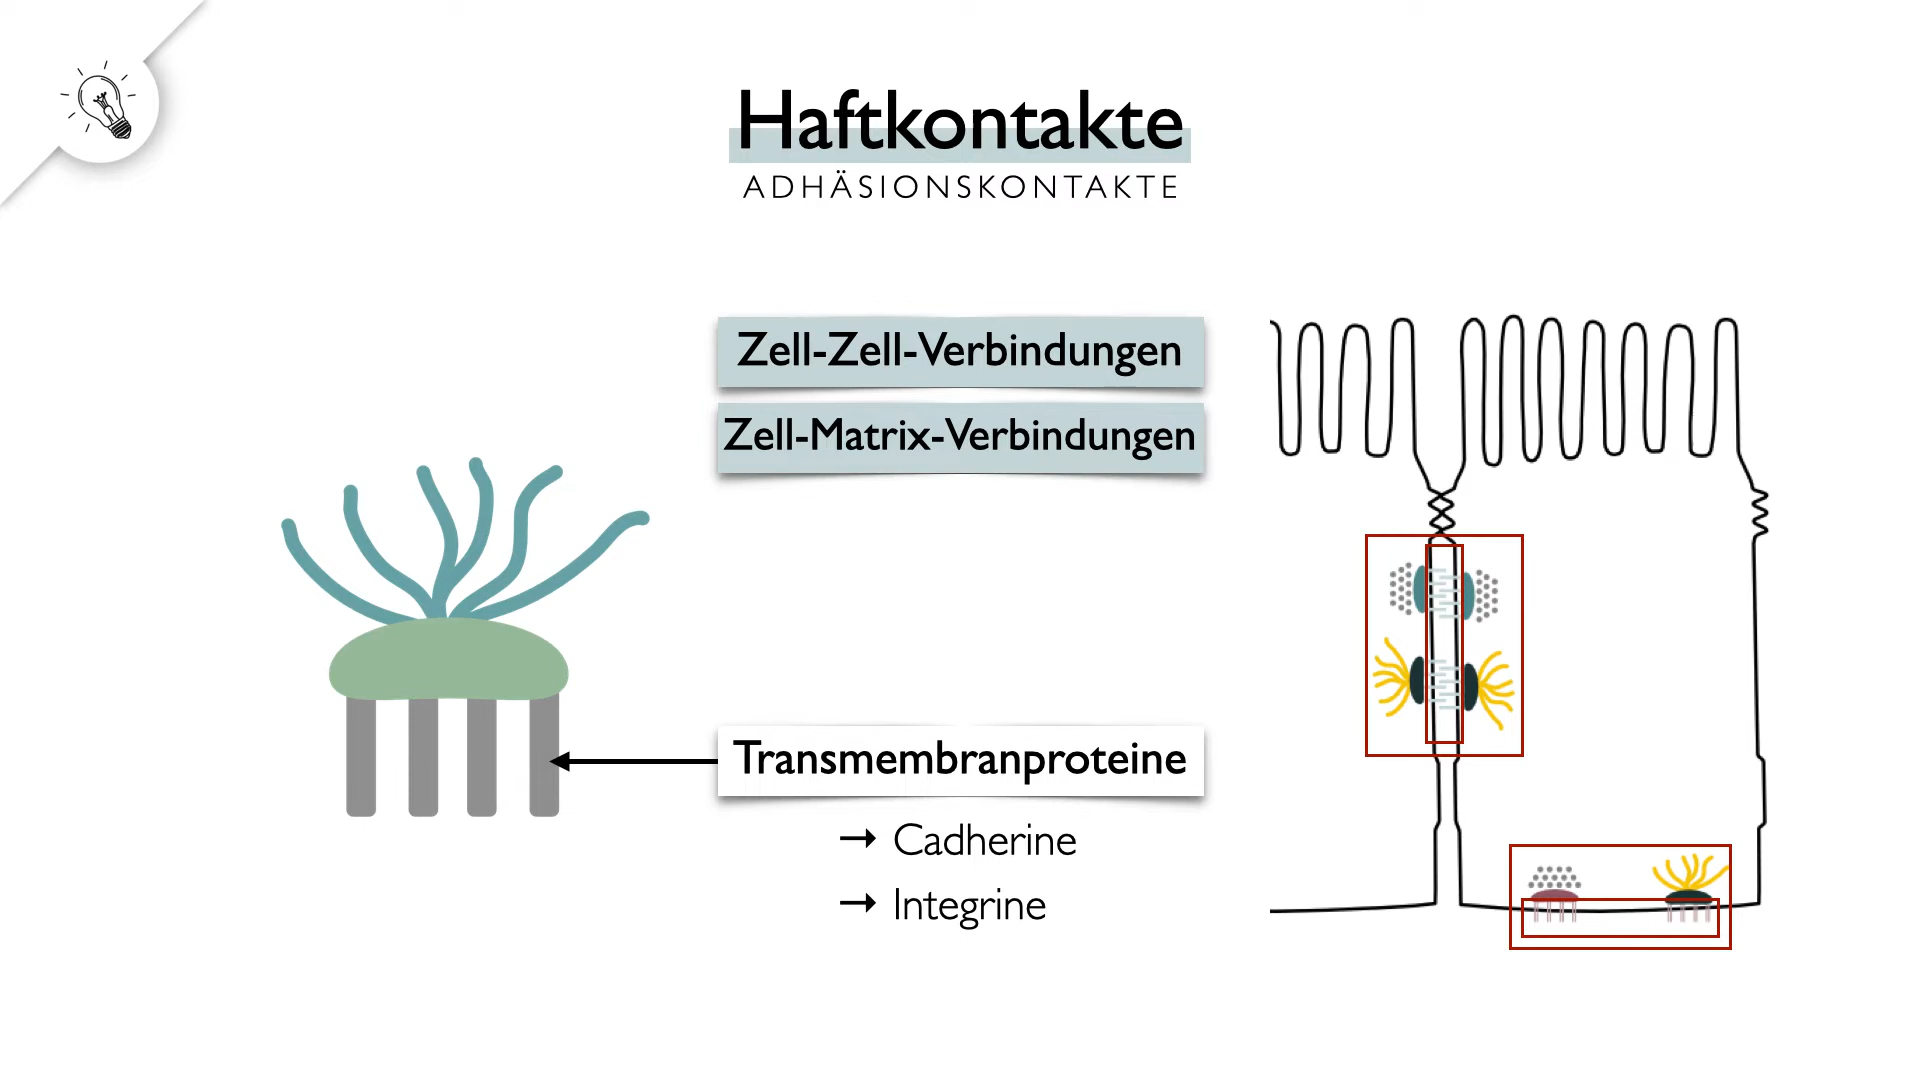 Haftkontakte
ADHÄSIONSKONTAKTE
Zell-Zell-Verbindungen
Zell-Matrix-Verbindungen
Transmembranproteine
→ Cadherine
→ Integrine